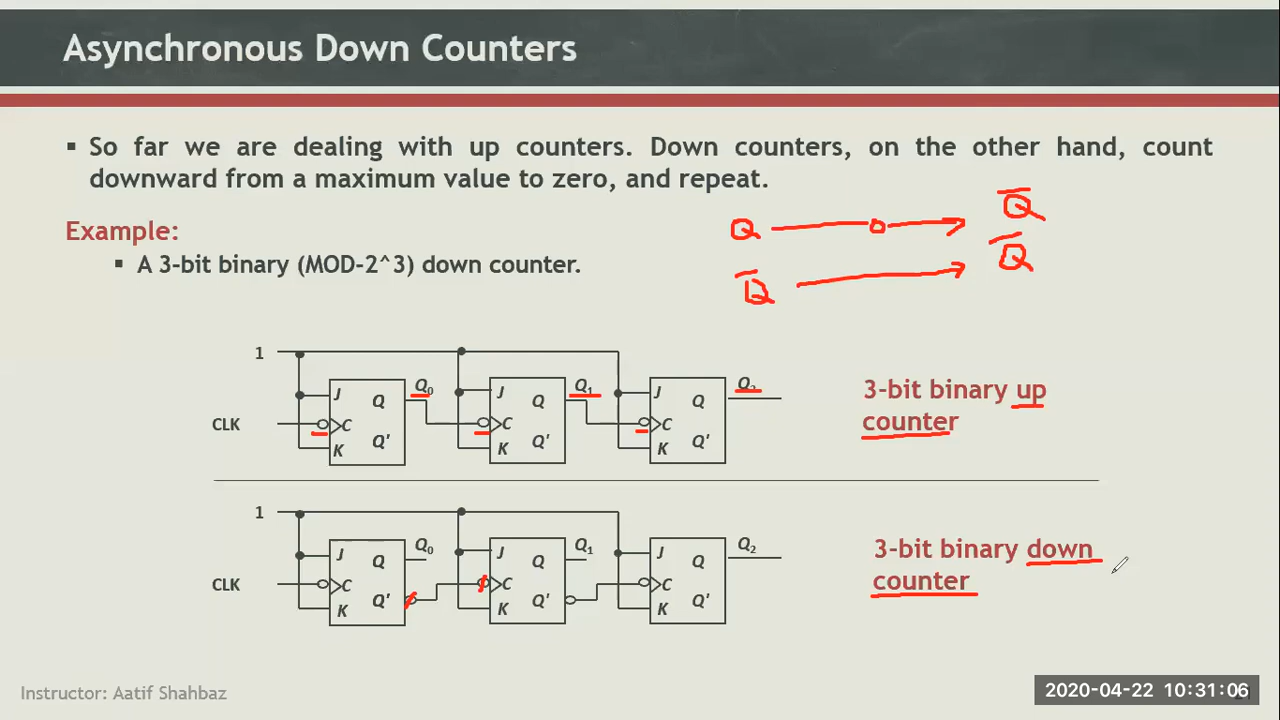 Asynchronous Down Counters
▪ So far we are dealing with up counters. Down counters, on the other hand, count
downward from a maximum value to zero, and repeat.
Example:
▪ A 3-bit binary (MOD-2^3) down counter.
Q Q̅
Q̅ Q̅
1
J Q Q₀ J Q Q₁ J Q Q₂
CLK C C C
K Q' K Q' K Q'
3-bit binary up
counter
1
J Q Q₀ J Q Q₁ J Q Q₂
CLK C C C
K Q' K Q' K Q'
3-bit binary down
counter
Instructor: Aatif Shahbaz
2020-04-22 10:31:06